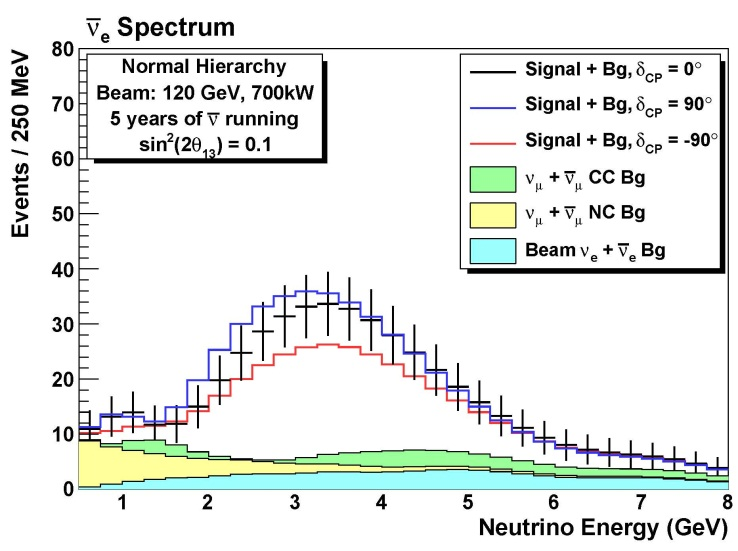 ν̅e Spectrum
Normal Hierarchy
Beam: 120 GeV, 700kW
5 years of ν̅ running
sin²(2θ₁₃) = 0.1
Signal + Bg, δCP = 0°
Signal + Bg, δCP = 90°
Signal + Bg, δCP = -90°
νμ + ν̅μ CC Bg
νμ + ν̅μ NC Bg
Beam νe + ν̅e Bg
Events / 250 MeV
80
70
60
50
40
30
20
10
0
1 2 3 4 5 6 7 8
Neutrino Energy (GeV)